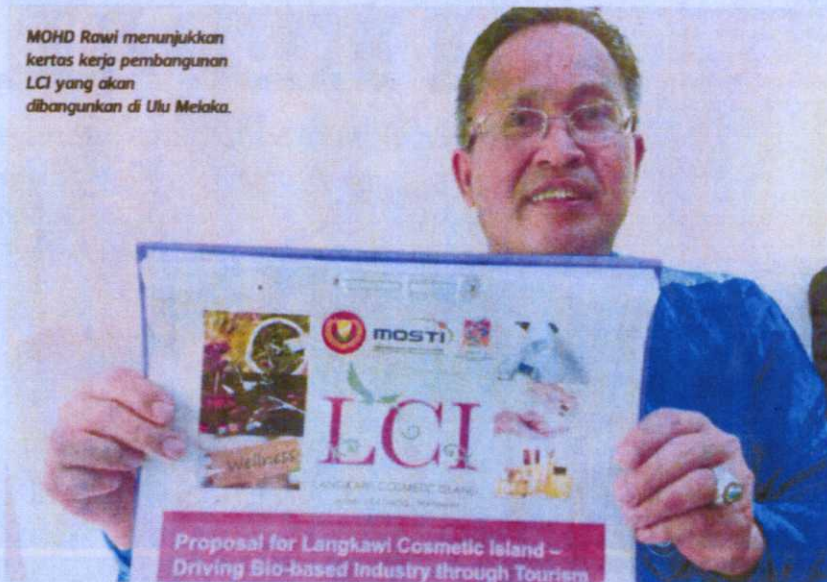 MOHD Rawi menunjukkan
kertas kerja pembangunan
LCI yang akan
dibangunkan di Ulu Melaka.
mosti
LCI
Wellness
LANGKAWI COSMETIC ISLAND
Proposal for Langkawi Cosmetic Island –
Driving Bio-based Industry through Tourism